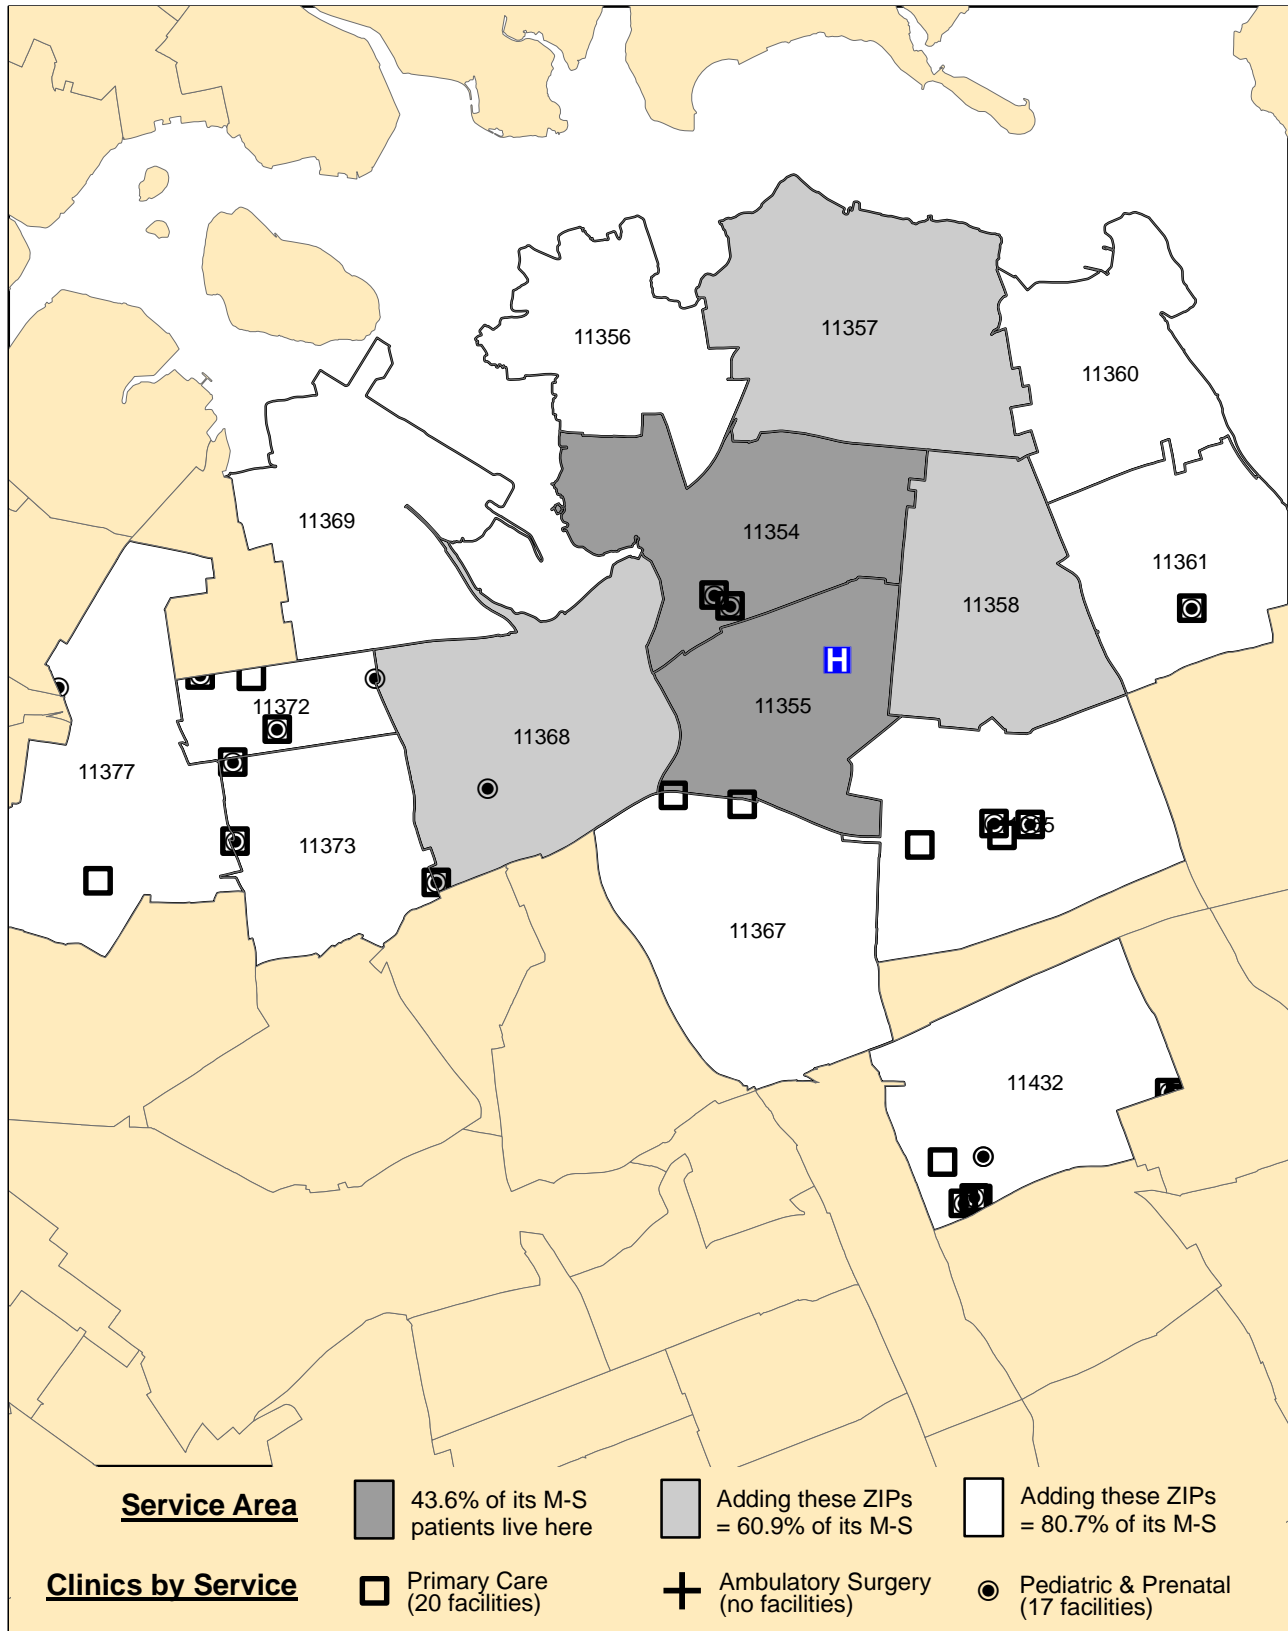 11357
11356
11360
11369
11354
11361
11358
H
11372
11355
11368
11377
11373
11367
11432
Service Area
43.6% of its M-S
patients live here
Adding these ZIPs
= 60.9% of its M-S
Adding these ZIPs
= 80.7% of its M-S
Clinics by Service
Primary Care
(20 facilities)
Ambulatory Surgery
(no facilities)
Pediatric & Prenatal
(17 facilities)